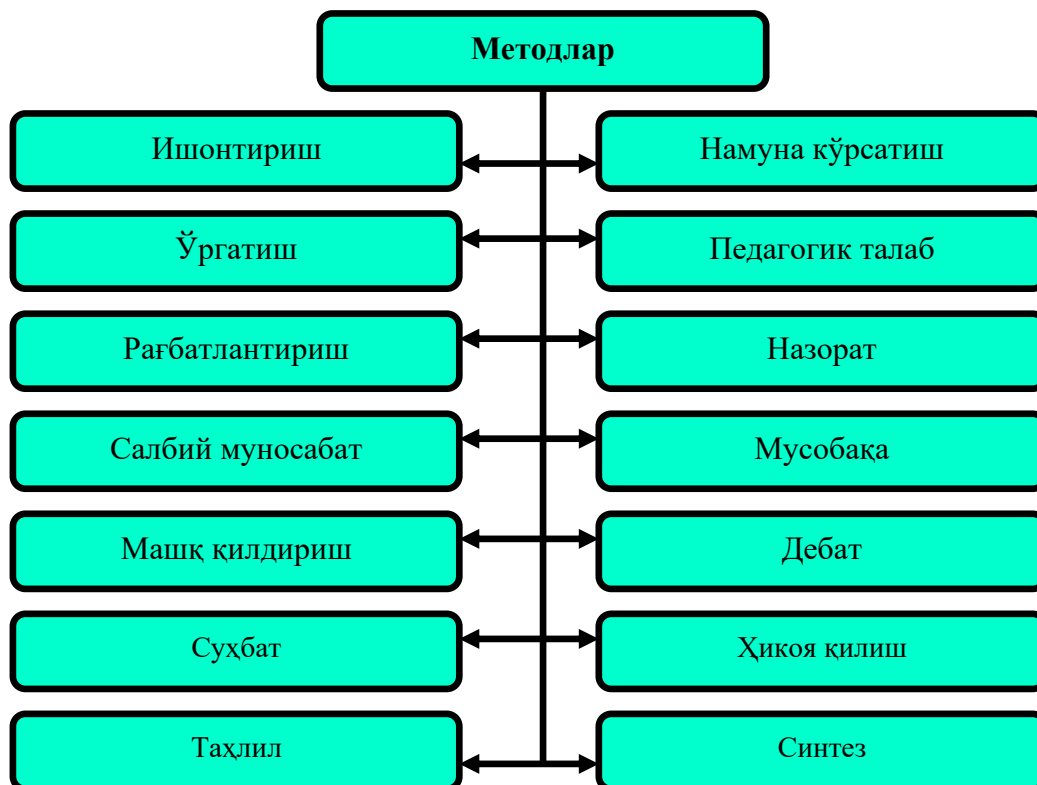 Методлар
Ишонтириш
Намуна кўрсатиш
Ўргатиш
Педагогик талаб
Рағбатлантириш
Назорат
Салбий муносабат
Мусобақа
Машқ қилдириш
Дебат
Суҳбат
Ҳикоя қилиш
Таҳлил
Синтез